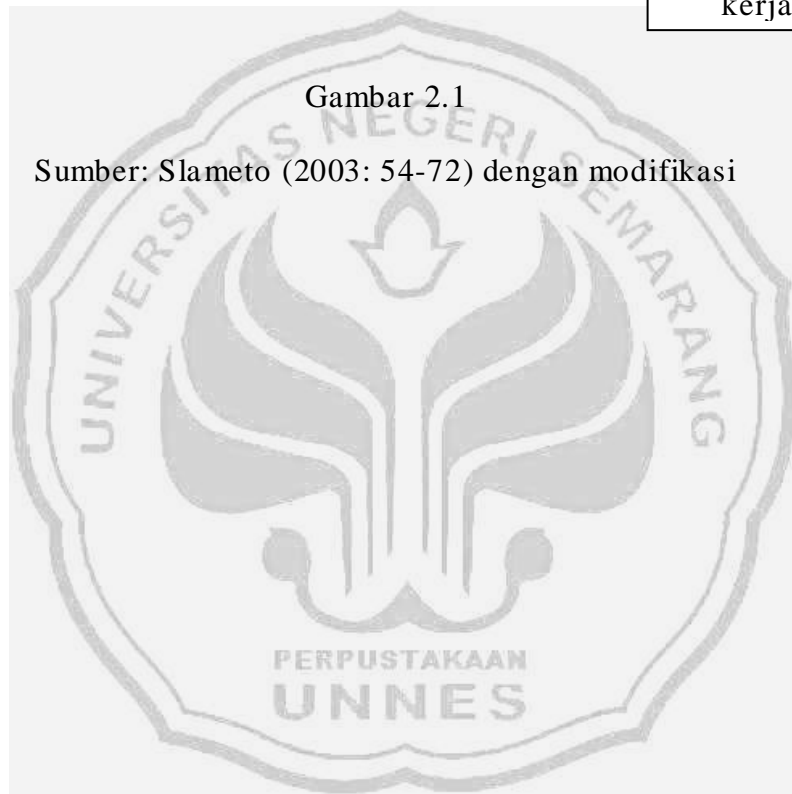 kerja
Gambar 2.1
Sumber: Slameto (2003: 54-72) dengan modifikasi
UNIVERSITAS NEGERI SEMARANG
PERPUSTAKAAN
UNNES